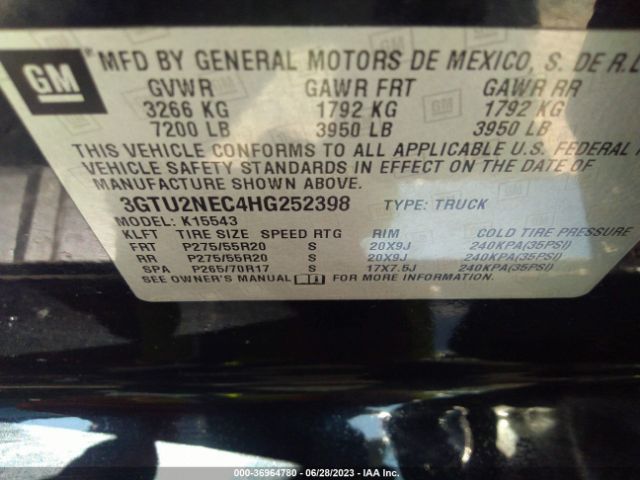 GM
MFD BY GENERAL MOTORS DE MEXICO, S. DE R.L
GVWR GAWR FRT GAWR RR
3266 KG 1792 KG 1792 KG
7200 LB 3950 LB 3950 LB
THIS VEHICLE CONFORMS TO ALL APPLICABLE U.S. FEDERAL
VEHICLE SAFETY STANDARDS IN EFFECT ON THE DATE OF
MANUFACTURE SHOWN ABOVE.
3GTU2NEC4HG252398 TYPE: TRUCK
MODEL: K15543
KLFT TIRE SIZE SPEED RTG RIM COLD TIRE PRESSURE
FRT P275/55R20 S 20X9J 240KPA(35PSI)
RR P275/55R20 S 20X9J 240KPA(35PSI)
SPA P265/70R17 S 17X7.5J 240KPA(35PSI)
SEE OWNER'S MANUAL FOR MORE INFORMATION.
000-36964780 - 06/28/2023 - IAA Inc.